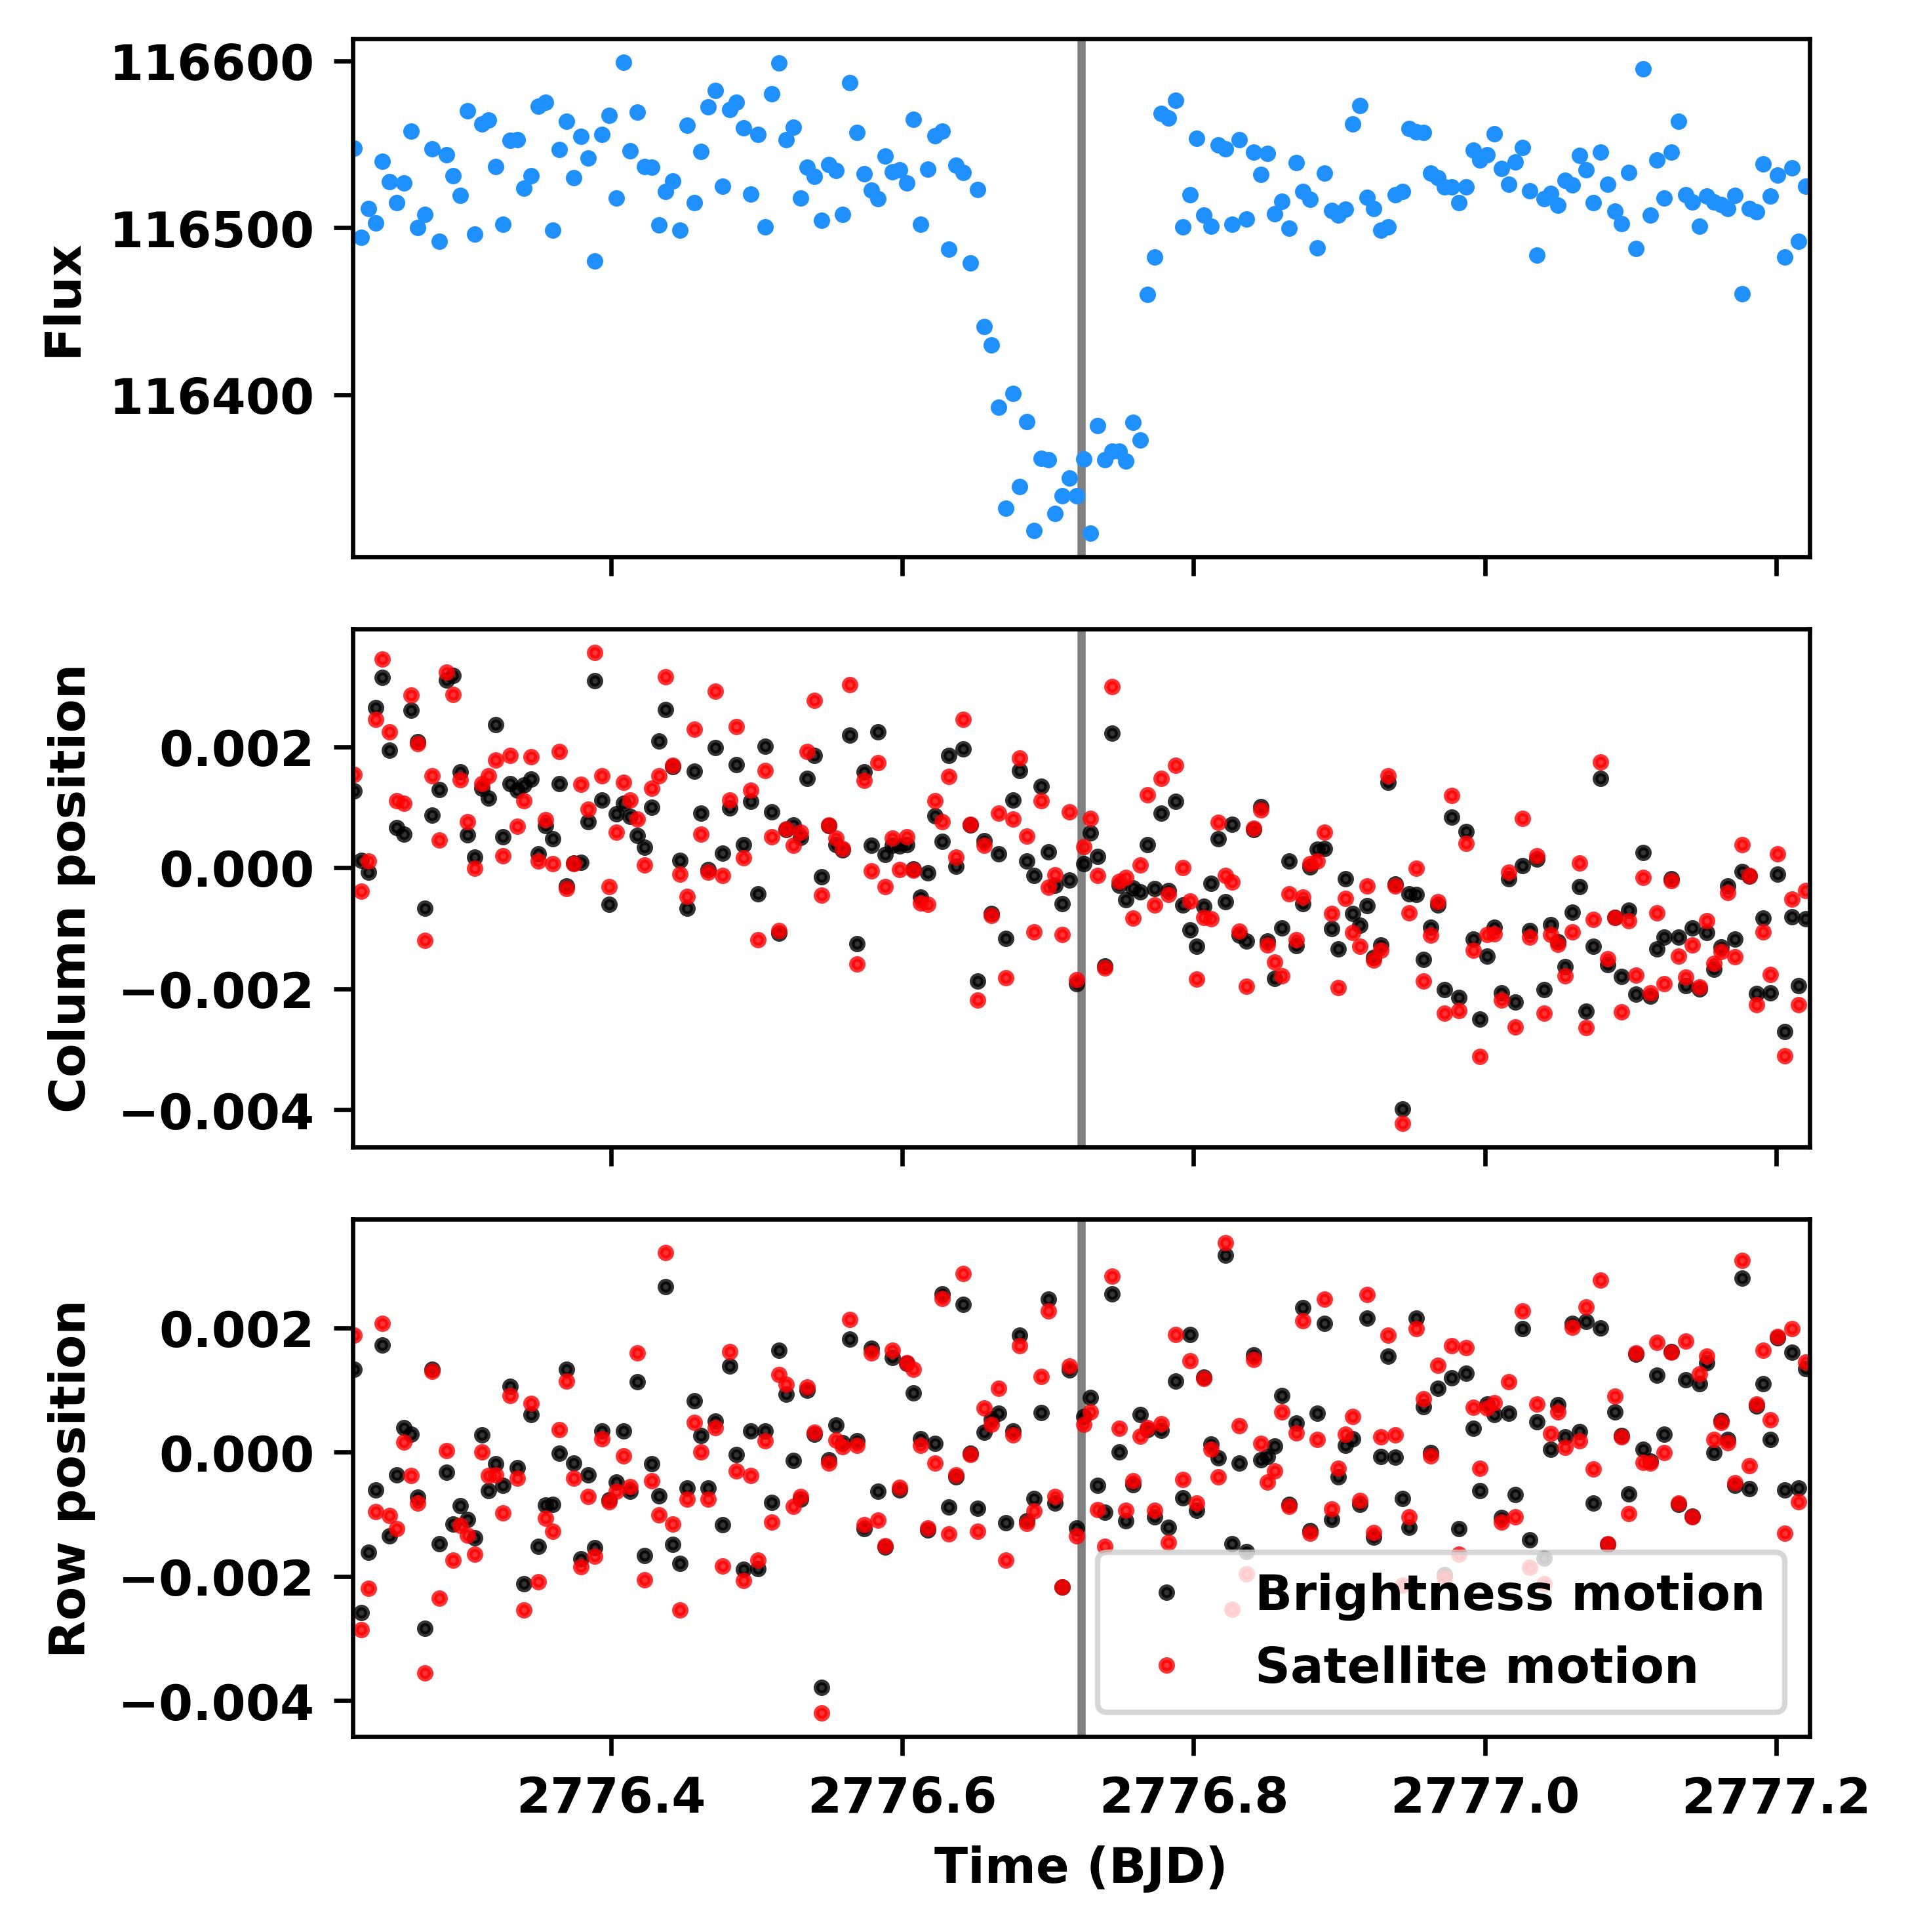 116600
116500
116400
Flux
0.002
0.000
−0.002
−0.004
Column position
0.002
0.000
−0.002
−0.004
Row position
Brightness motion
Satellite motion
2776.4 2776.6 2776.8 2777.0 2777.2
Time (BJD)